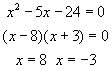 x² − 5x − 24 = 0
(x − 8)(x + 3) = 0
x = 8  x = −3